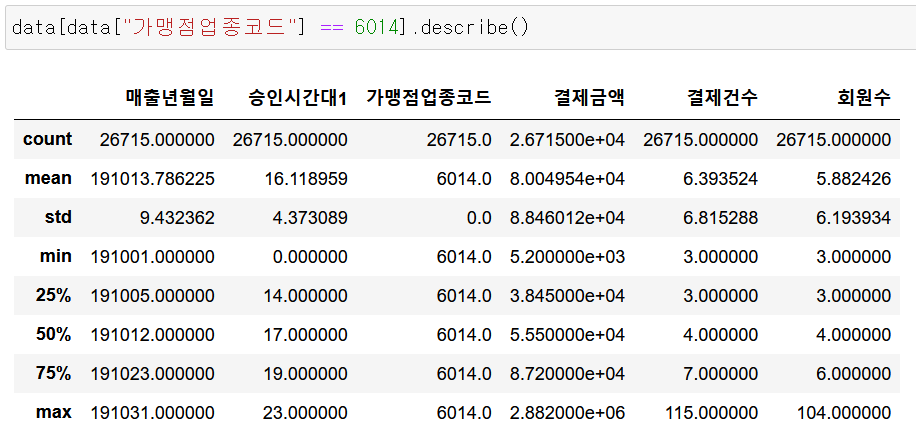 data[data["가맹점업종코드"] == 6014].describe()
매출년월일 승인시간대1 가맹점업종코드 결제금액 결제건수 회원수
count 26715.000000 26715.000000 26715.0 2.671500e+04 26715.000000 26715.000000
mean 191013.786225 16.118959 6014.0 8.004954e+04 6.393524 5.882426
std 9.432362 4.373089 0.0 8.846012e+04 6.815288 6.193934
min 191001.000000 0.000000 6014.0 5.200000e+03 3.000000 3.000000
25% 191005.000000 14.000000 6014.0 3.845000e+04 3.000000 3.000000
50% 191012.000000 17.000000 6014.0 5.550000e+04 4.000000 4.000000
75% 191023.000000 19.000000 6014.0 8.720000e+04 7.000000 6.000000
max 191031.000000 23.000000 6014.0 2.882000e+06 115.000000 104.000000